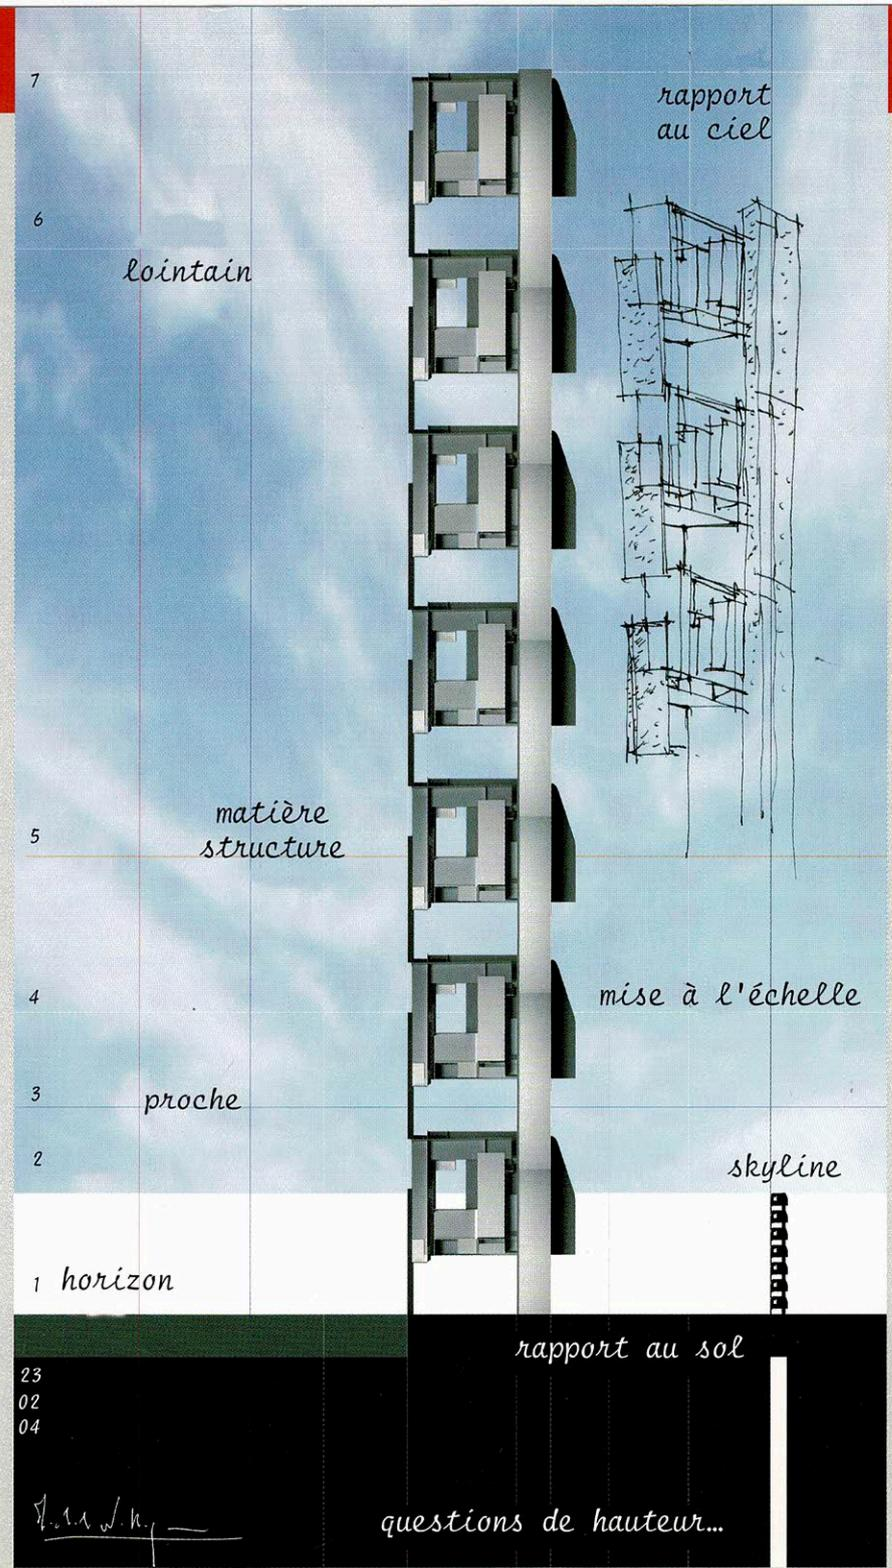 7
rapport
au ciel
6
lointain
matière
5
structure
4
mise à l'échelle
3
proche
2
skyline
1 horizon
rapport au sol
23
02
04
questions de hauteur...